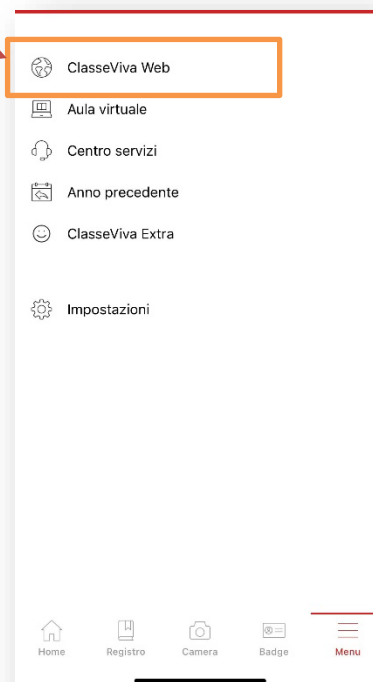 ClasseViva Web
Aula virtuale
Centro servizi
Anno precedente
ClasseViva Extra
Impostazioni
Home Registro Camera Badge Menu